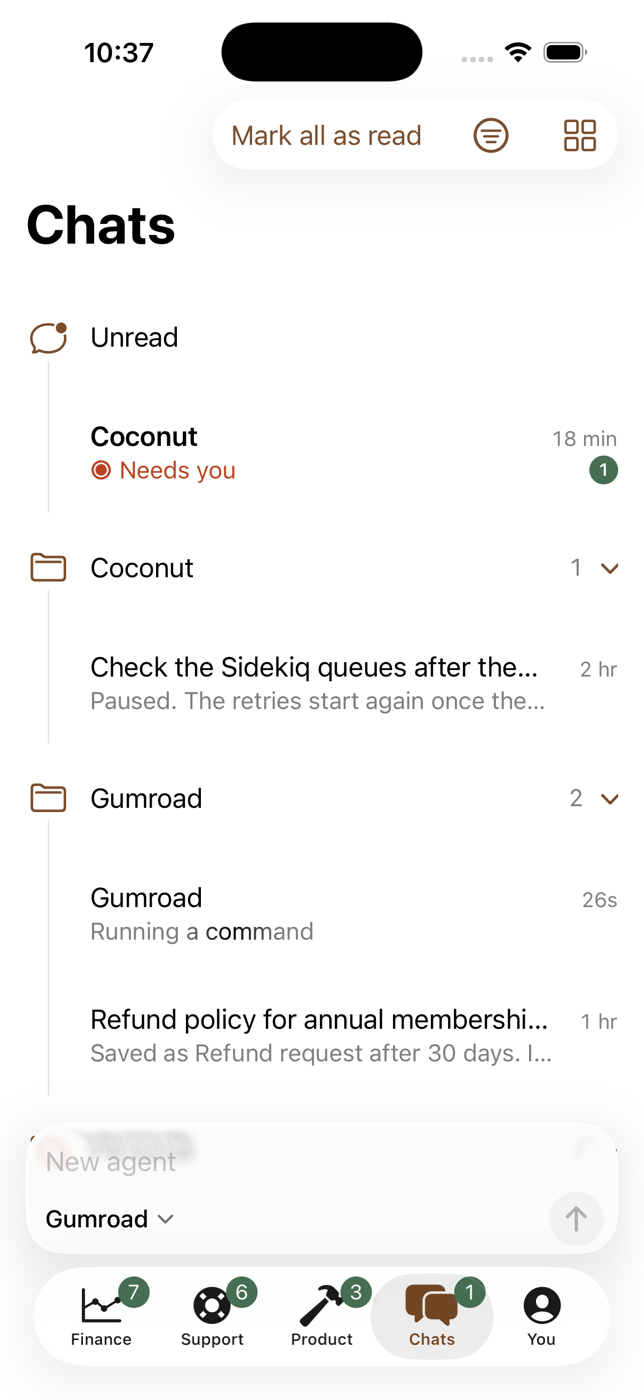 10:37
Mark all as read
Chats
Unread
Coconut
18 min
Needs you
1
Coconut
1
Check the Sidekiq queues after the...
2 hr
Paused. The retries start again once the...
Gumroad
2
Gumroad
26s
Running a command
Refund policy for annual membershi...
1 hr
Saved as Refund request after 30 days. I...
New agent
Gumroad
7
6
3
1
Finance
Support
Product
Chats
You